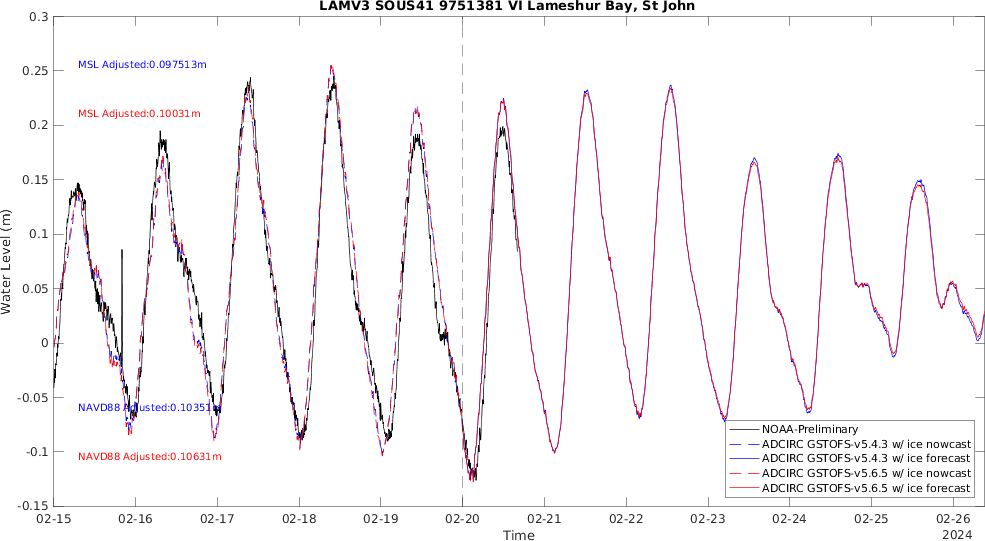 LAMV3 SOUS41 9751381 VI Lameshur Bay, St John
0.3
0.25
0.2
0.15
0.1
0.05
0
-0.05
-0.1
-0.15
Water Level (m)
MSL Adjusted:0.097513m
MSL Adjusted:0.10031m
NAVD88 Adjusted:0.10351m
NAVD88 Adjusted:0.10631m
NOAA-Preliminary
ADCIRC GSTOFS-v5.4.3 w/ ice nowcast
ADCIRC GSTOFS-v5.4.3 w/ ice forecast
ADCIRC GSTOFS-v5.6.5 w/ ice nowcast
ADCIRC GSTOFS-v5.6.5 w/ ice forecast
02-15 02-16 02-17 02-18 02-19 02-20 02-21 02-22 02-23 02-24 02-25 02-26
Time
2024